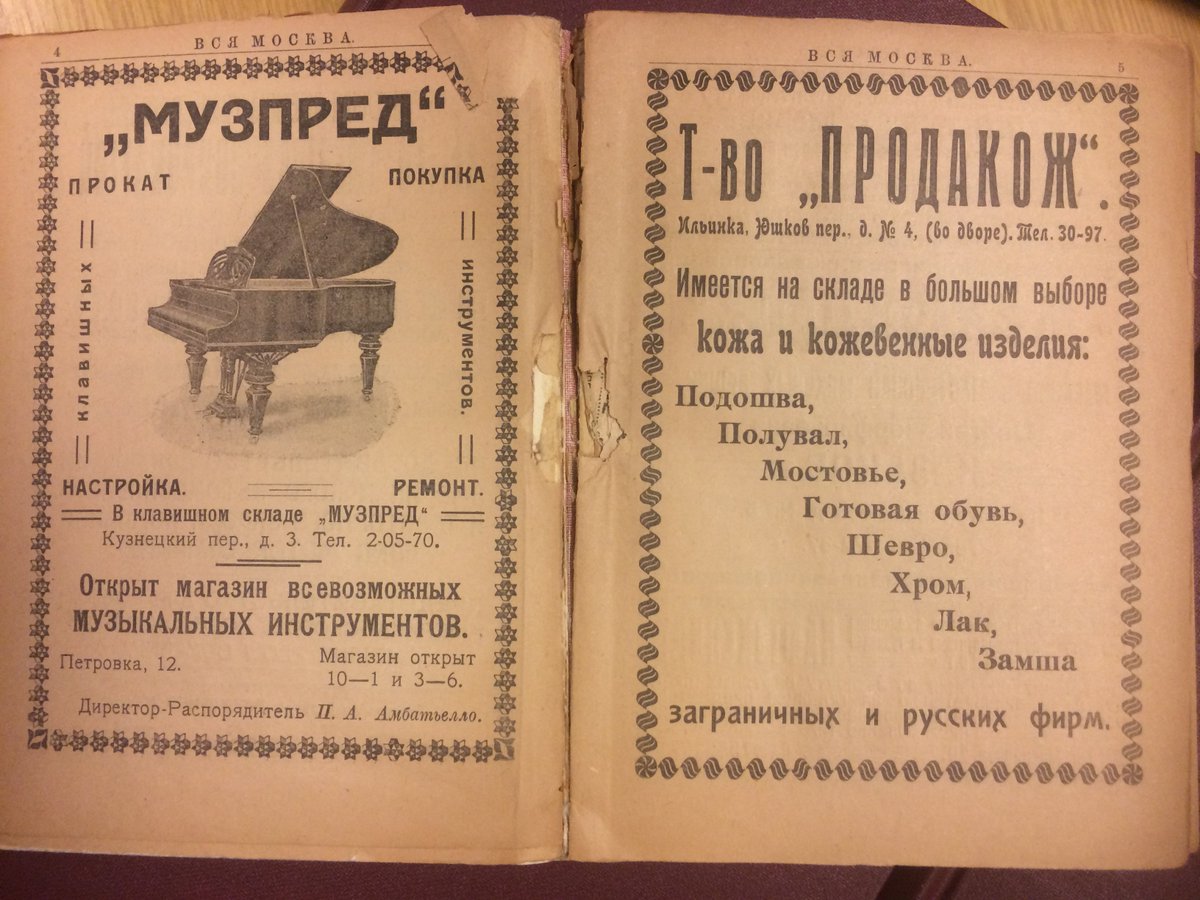 4
ВСЯ МОСКВА.
„МУЗПРЕД“
ПРОКАТ
ПОКУПКА
клавишных
инструментов.
НАСТРОЙКА.
РЕМОНТ.
В клавишном складе „МУЗПРЕД“
Кузнецкий пер., д. 3. Тел. 2-05-70.
Открыт магазин всевозможных
МУЗЫКАЛЬНЫХ ИНСТРУМЕНТОВ.
Петровка, 12.
Магазин открыт
10—1 и 3—6.
Директор-Распорядитель П. А. Амбатьелло.
ВСЯ МОСКВА.
5
Т-во „ПРОДАКОЖ“.
Ильинка, Юшков пер., д. № 4, (во дворе). Тел. 30-97.
Имеется на складе в большом выборе
кожа и кожевенные изделия:
Подошва,
Полувал,
Мостовье,
Готовая обувь,
Шевро,
Хром,
Лак,
Замша
заграничных и русских фирм.